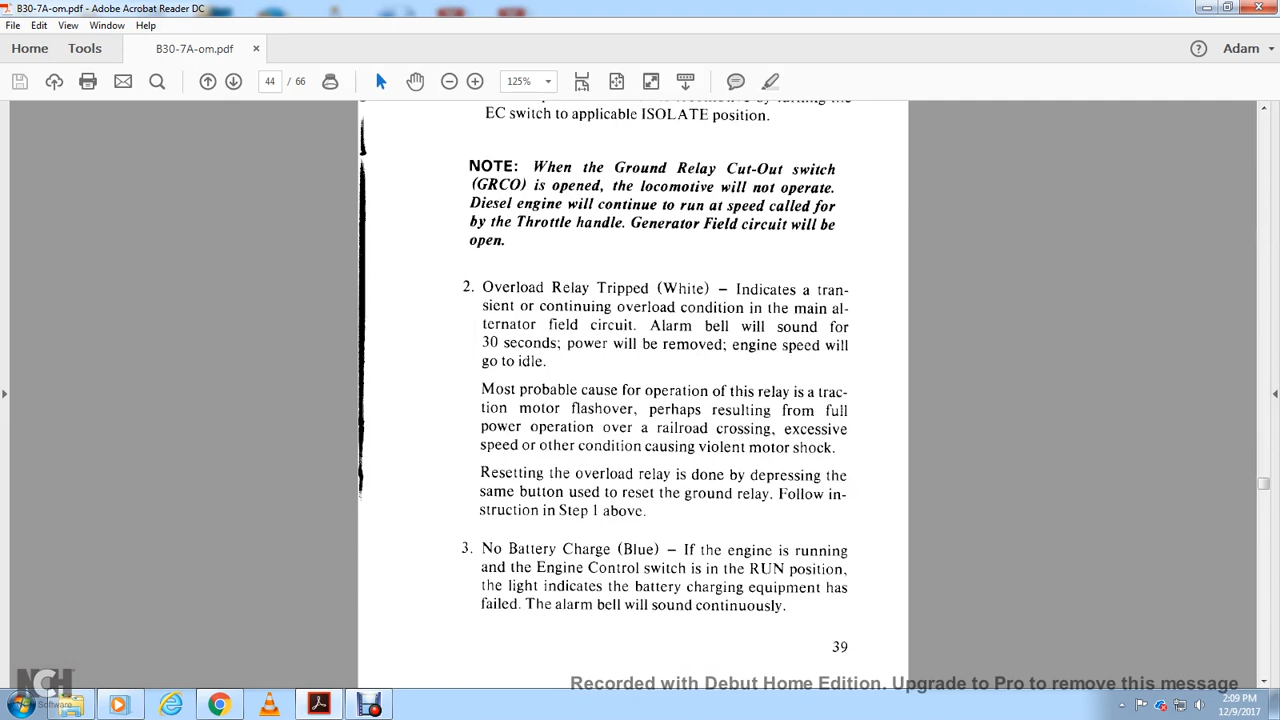 B30-7A-om.pdf - Adobe Acrobat Reader DC
File Edit View Window Help
Home Tools B30-7A-om.pdf × Adam
44 / 66 125%
EC switch to applicable ISOLATE position.
NOTE: When the Ground Relay Cut-Out switch
(GRCO) is opened, the locomotive will not operate.
Diesel engine will continue to run at speed called for
by the Throttle handle. Generator Field circuit will be
open.
2. Overload Relay Tripped (White) – Indicates a tran-
sient or continuing overload condition in the main al-
ternator field circuit. Alarm bell will sound for
30 seconds; power will be removed; engine speed will
go to idle.
Most probable cause for operation of this relay is a trac-
tion motor flashover, perhaps resulting from full
power operation over a railroad crossing, excessive
speed or other condition causing violent motor shock.
Resetting the overload relay is done by depressing the
same button used to reset the ground relay. Follow in-
struction in Step 1 above.
3. No Battery Charge (Blue) – If the engine is running
and the Engine Control switch is in the RUN position,
the light indicates the battery charging equipment has
failed. The alarm bell will sound continuously.
39
NCH
Software
Recorded with Debut Home Edition. Upgrade to Pro to remove this message
2:09 PM
12/9/2017